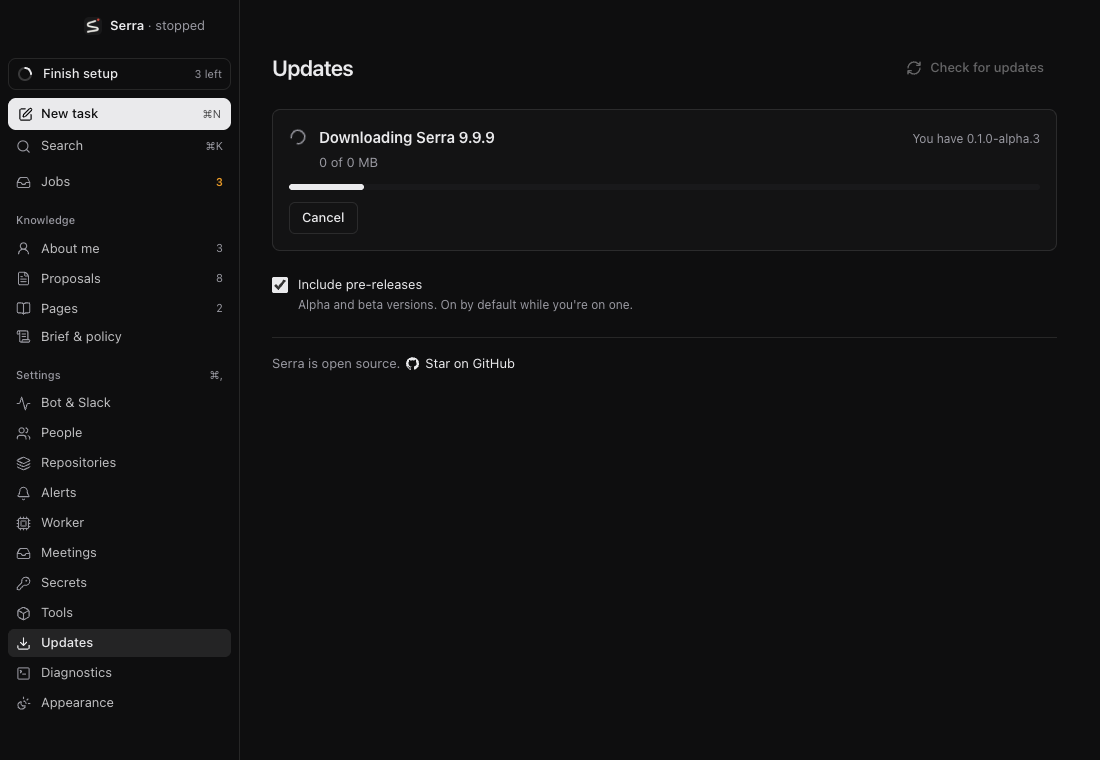 Serra · stopped
Finish setup 3 left
New task ⌘N
Search ⌘K
Jobs 3
Knowledge
About me 3
Proposals 8
Pages 2
Brief & policy
Settings ⌘,
Bot & Slack
People
Repositories
Alerts
Worker
Meetings
Secrets
Tools
Updates
Diagnostics
Appearance
Updates
Check for updates
Downloading Serra 9.9.9
You have 0.1.0-alpha.3
0 of 0 MB
Cancel
Include pre-releases
Alpha and beta versions. On by default while you're on one.
Serra is open source. Star on GitHub